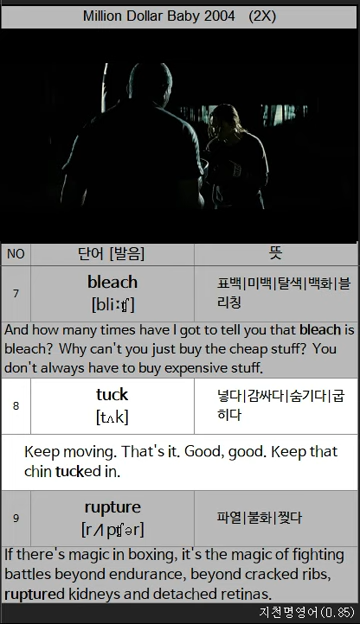 Million Dollar Baby 2004 (2X)
NO 단어 [발음] 뜻
7 bleach [bliːʧ] 표백|미백|탈색|백화|블
리칭
And how many times have I got to tell you that bleach is
bleach? Why can't you just buy the cheap stuff? You
don't always have to buy expensive stuff.
8 tuck [tʌk] 넣다|감싸다|숨기다|굽
히다
Keep moving. That's it. Good, good. Keep that
chin tucked in.
9 rupture [rʌpʧər] 파열|불화|찢다
If there's magic in boxing, it's the magic of fighting
battles beyond endurance, beyond cracked ribs,
ruptured kidneys and detached retinas.
지천명영어(0.85)